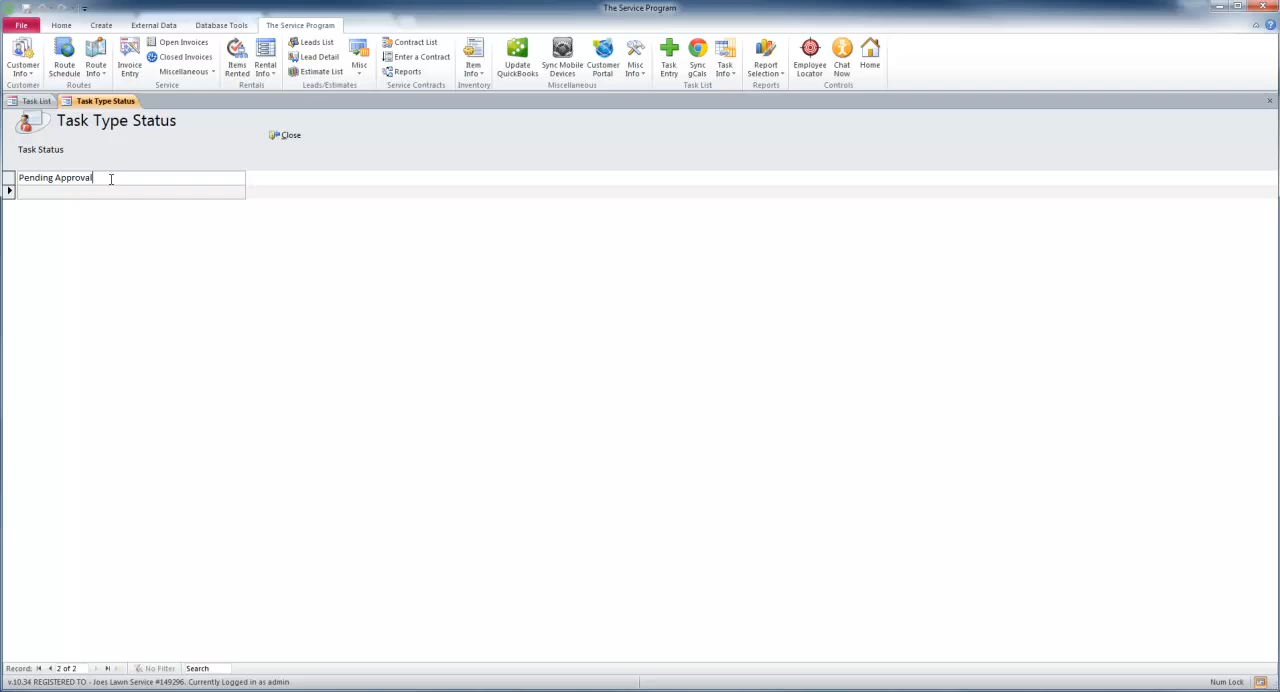 The Service Program
File Home Create External Data Database Tools The Service Program
Customer Info Route Schedule Route Info Invoice Entry Open Invoices Closed Invoices Miscellaneous Items Rented Rental Info Leads List Lead Detail Estimate List Misc Contract List Enter a Contract Reports Item Info Update QuickBooks Sync Mobile Devices Customer Portal Misc Info Task Entry Sync gCals Task Info Report Selection Employee Locator Chat Now Home
Customer Routes Service Rentals Leads/Estimates Service Contracts Inventory Miscellaneous Task List Reports Controls
Task List Task Type Status
Task Type Status
Close
Task Status
Pending Approval
Record: 2 of 2 No Filter Search
v.10.34 REGISTERED TO - Joes Lawn Service #149296. Currently Logged in as admin Num Lock